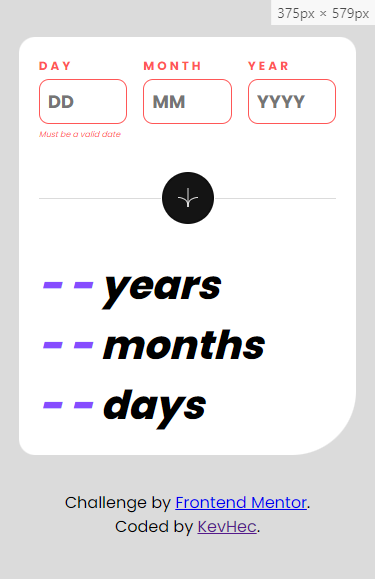 375px × 579px
DAY MONTH YEAR
DD MM YYYY
Must be a valid date
-- years
-- months
-- days
Challenge by Frontend Mentor.
Coded by KevHec.